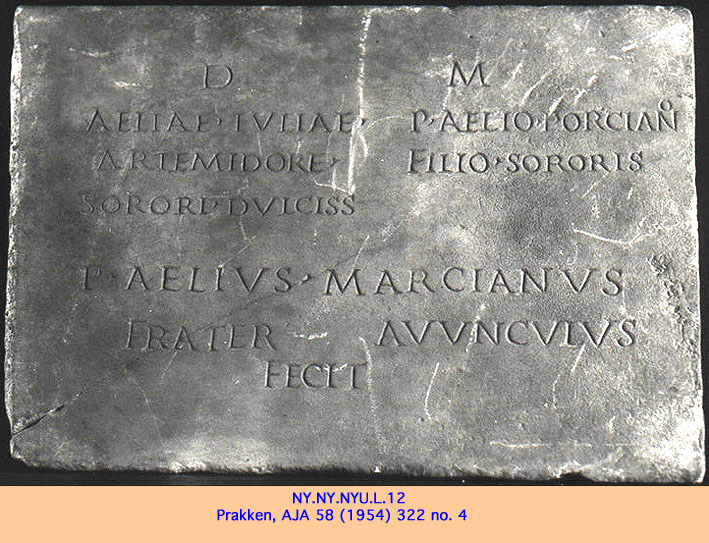 D M
AELIAE·IVLIAE· P·AELIO·PORCIANO
ARTEMIDORE· FILIO·SORORIS
SORORI·DVLCISS
P·AELIVS·MARCIANVS
FRATER AVVNCVLVS
FECIT
NY.NY.NYU.L.12
Prakken, AJA 58 (1954) 322 no. 4